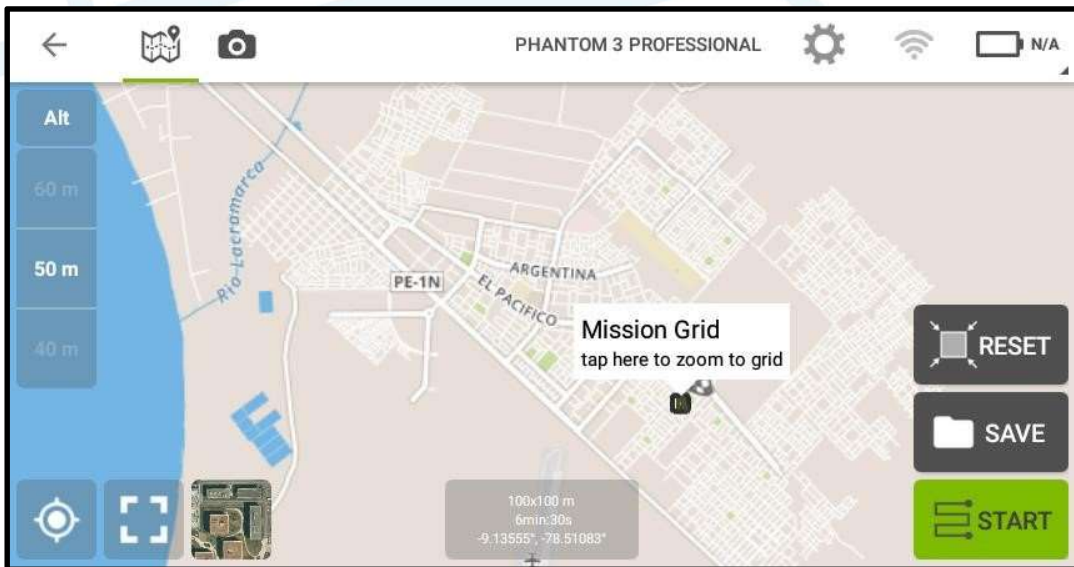 PHANTOM 3 PROFESSIONAL
N/A
Alt
60 m
50 m
40 m
Rio Lacramarca
PE-1N
ARGENTINA
EL PACIFICO
Mission Grid
tap here to zoom to grid
RESET
SAVE
START
100x100 m
6min:30s
-9.13555°, -78.51083°